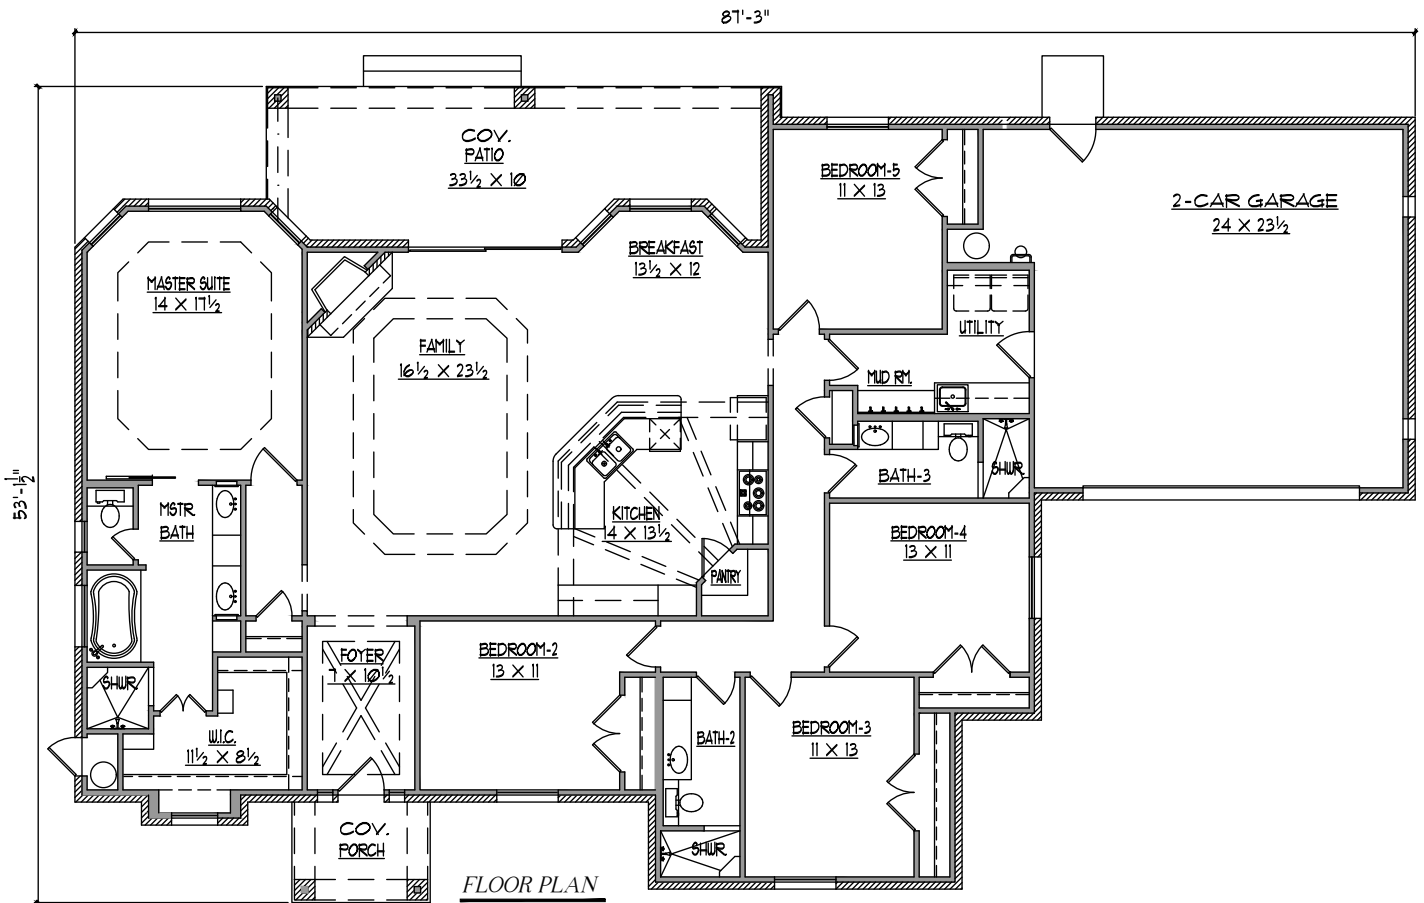 87'-3"
53'-1½"
COV.
PATIO
33½ X 10
BEDROOM-5
11 X 13
2-CAR GARAGE
24 X 23½
BREAKFAST
13½ X 12
MASTER SUITE
14 X 17½
UTILITY
FAMILY
16½ X 23½
MUD RM.
BATH-3
SHWR.
MSTR.
BATH
KITCHEN
14 X 13½
BEDROOM-4
13 X 11
PANTRY
FOYER
7 X 10½
BEDROOM-2
13 X 11
SHWR.
W.I.C.
11½ X 8½
BATH-2
BEDROOM-3
11 X 13
COV.
PORCH
SHWR.
FLOOR PLAN